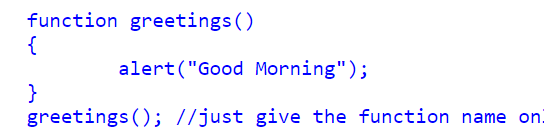 function greetings()
{
alert("Good Morning");
}
greetings(); //just give the function name